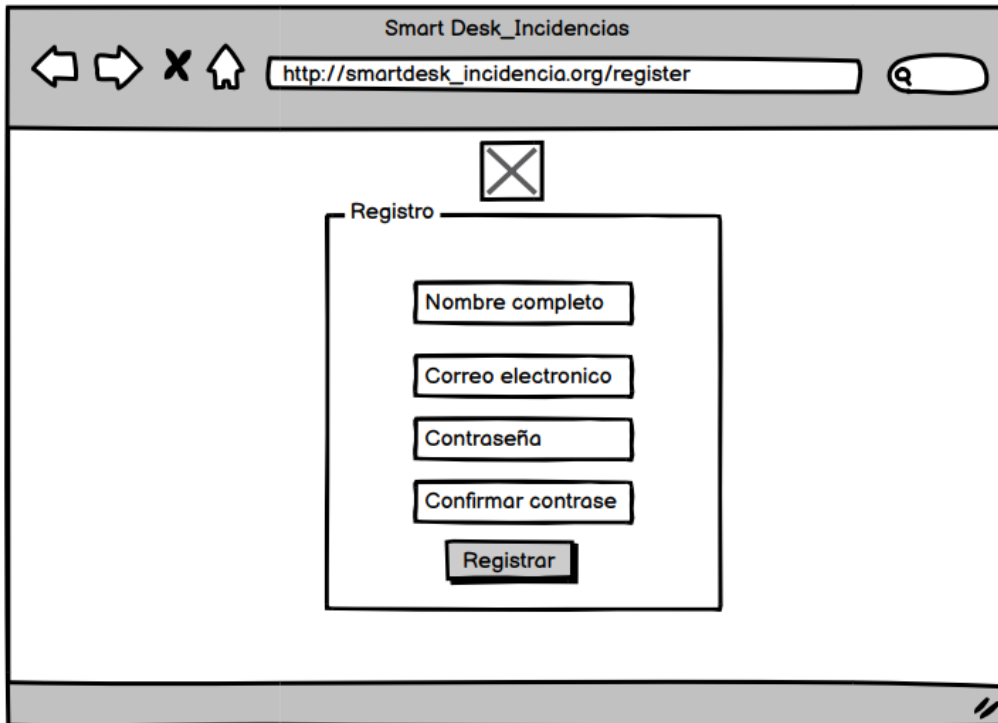 Smart Desk_Incidencias
http://smartdesk_incidencia.org/register
Registro
Nombre completo
Correo electronico
Contraseña
Confirmar contrase
Registrar